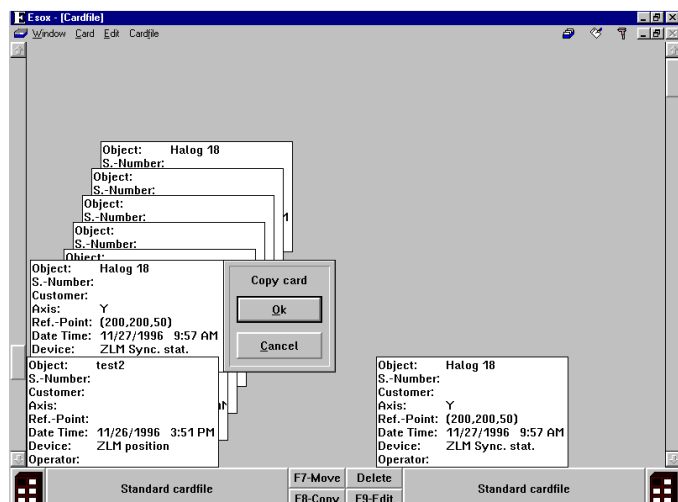 Esox - [Cardfile]
Window Card Edit Cardfile
Object: Halog 18
S.-Number:
Object:
S.-Number:
Object:
S.-Number:
Object:
S.-Number:
Object:
Object: Halog 18
S.-Number:
Customer:
Axis: Y
Ref.-Point: (200,200,50)
Date Time: 11/27/1996 9:57 AM
Device: ZLM Sync. stat.
Copy card
Ok
Cancel
Object: test2
S.-Number:
Customer:
Axis:
Ref.-Point:
Date Time: 11/26/1996 3:51 PM
Device: ZLM position
Operator:
Object: Halog 18
S.-Number:
Customer:
Axis: Y
Ref.-Point: (200,200,50)
Date Time: 11/27/1996 9:57 AM
Device: ZLM Sync. stat.
Operator:
Standard cardfile
F7-Move Delete
F8-Copy F9-Edit
Standard cardfile